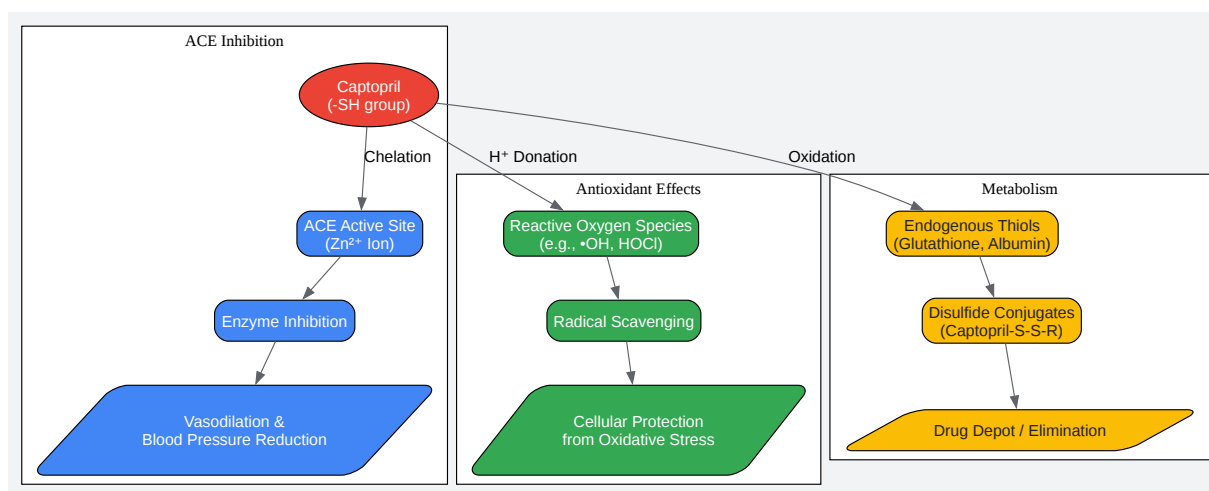 ACE Inhibition
Captopril
(-SH group)
Chelation
H⁺ Donation
Oxidation
Antioxidant Effects
Metabolism
ACE Active Site
(Zn²⁺ Ion)
Reactive Oxygen Species
(e.g., •OH, HOCl)
Endogenous Thiols
(Glutathione, Albumin)
Enzyme Inhibition
Radical Scavenging
Disulfide Conjugates
(Captopril-S-S-R)
Vasodilation &
Blood Pressure Reduction
Cellular Protection
from Oxidative Stress
Drug Depot / Elimination